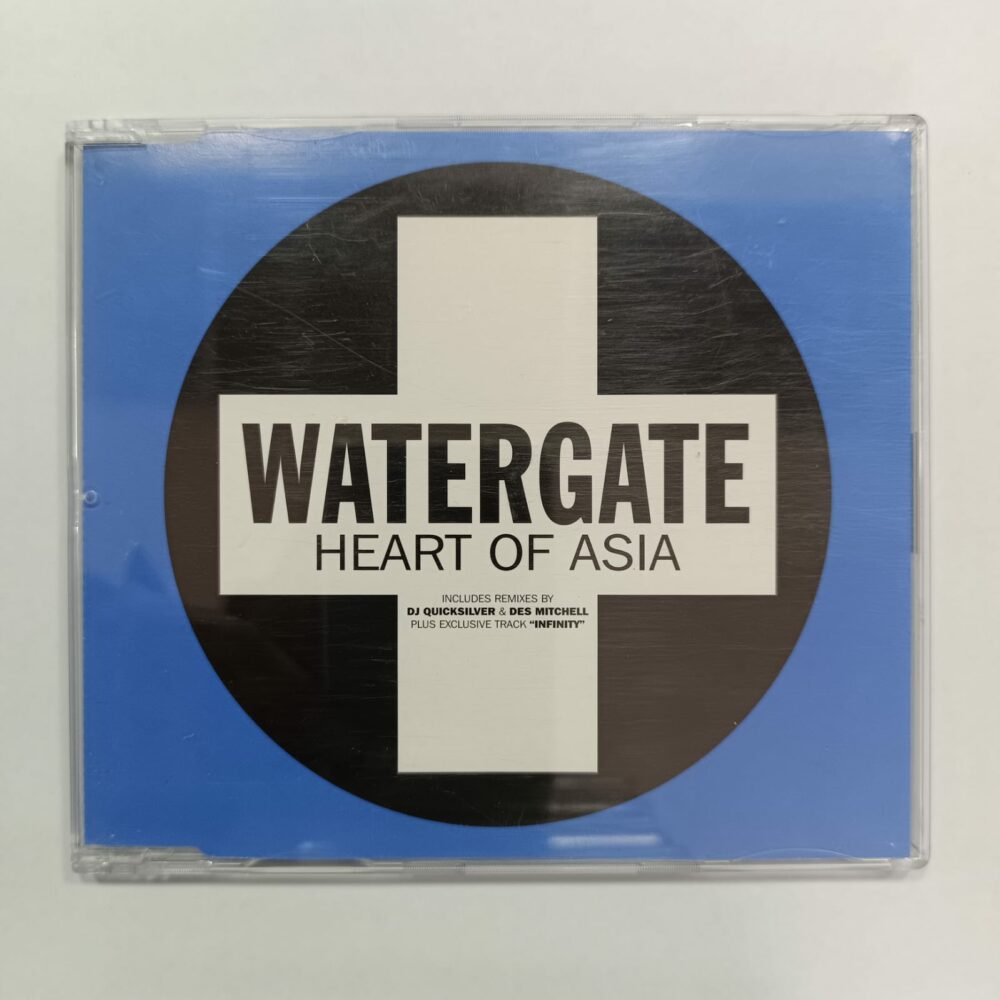 WATERGATE
HEART OF ASIA
INCLUDES REMIXES BY
DJ QUICKSILVER & DES MITCHELL
PLUS EXCLUSIVE TRACK “INFINITY”